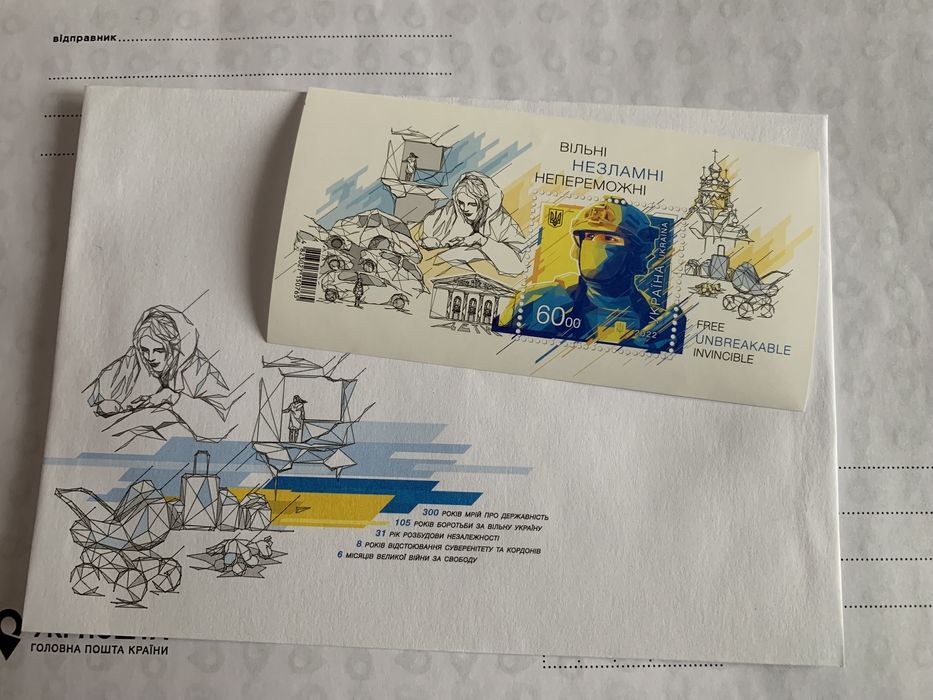 відправник
ВІЛЬНІ
НЕЗЛАМНІ
НЕПЕРЕМОЖНІ
УКРАЇНА
UKRAINE
60.00
2022
FREE
UNBREAKABLE
INVINCIBLE
300 РОКІВ МРІЙ ПРО ДЕРЖАВНІСТЬ
105 РОКІВ БОРОТЬБИ ЗА ВІЛЬНУ УКРАЇНУ
31 РІК РОЗБУДОВИ НЕЗАЛЕЖНОСТІ
8 РОКІВ ВІДСТОЮВАННЯ СУВЕРЕНІТЕТУ ТА КОРДОНІВ
6 МІСЯЦІВ ВЕЛИКОЇ ВІЙНИ ЗА СВОБОДУ
УКРПОШТА
ГОЛОВНА ПОШТА КРАЇНИ